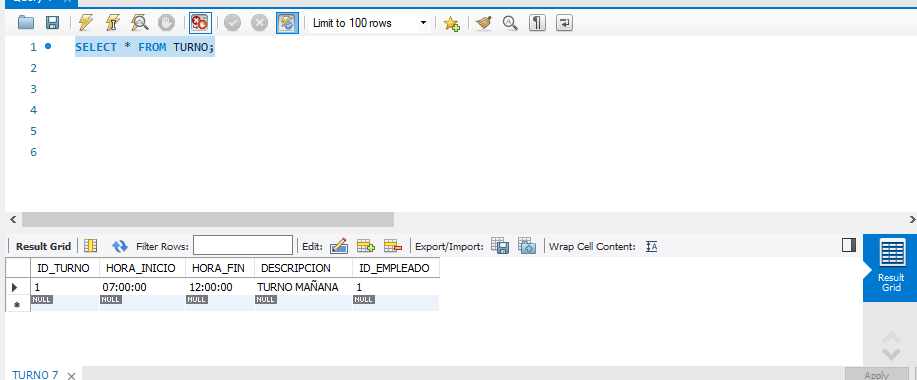 Limit to 100 rows
1 SELECT * FROM TURNO;
2
3
4
5
6
Result Grid Filter Rows: Edit: Export/Import: Wrap Cell Content: IA
ID_TURNO HORA_INICIO HORA_FIN DESCRIPCION ID_EMPLEADO
1 07:00:00 12:00:00 TURNO MAÑANA 1
NULL NULL NULL NULL NULL
Result
Grid
TURNO 7 Apply